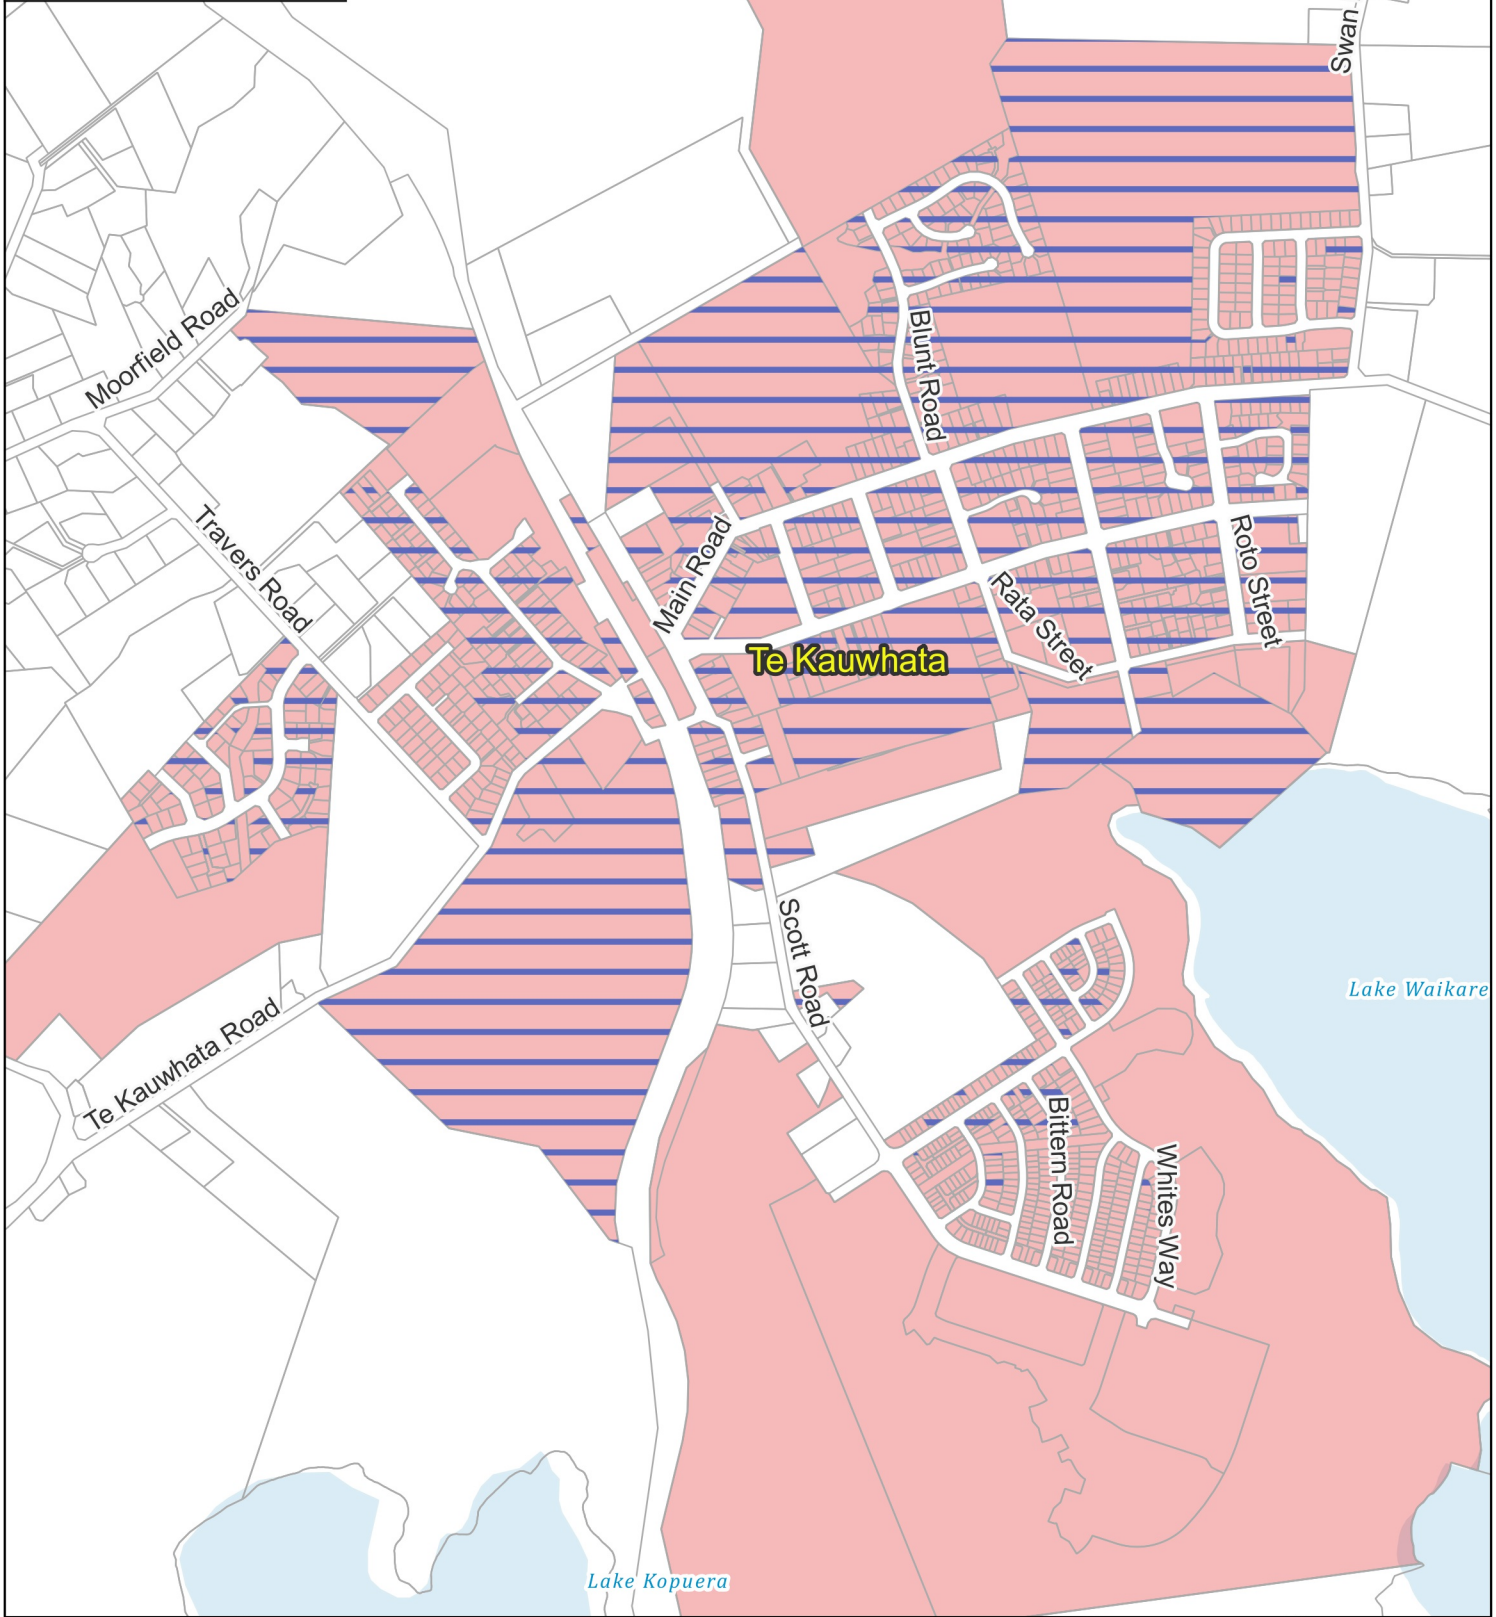 Swan
Moorfield Road
Blunt Road
Travers Road
Main Road
Roto Street
Rata Street
Te Kauwhata
Scott Road
Lake Waikare
Te Kauwhata Road
Bittern Road
Whites Way
Lake Kopuera